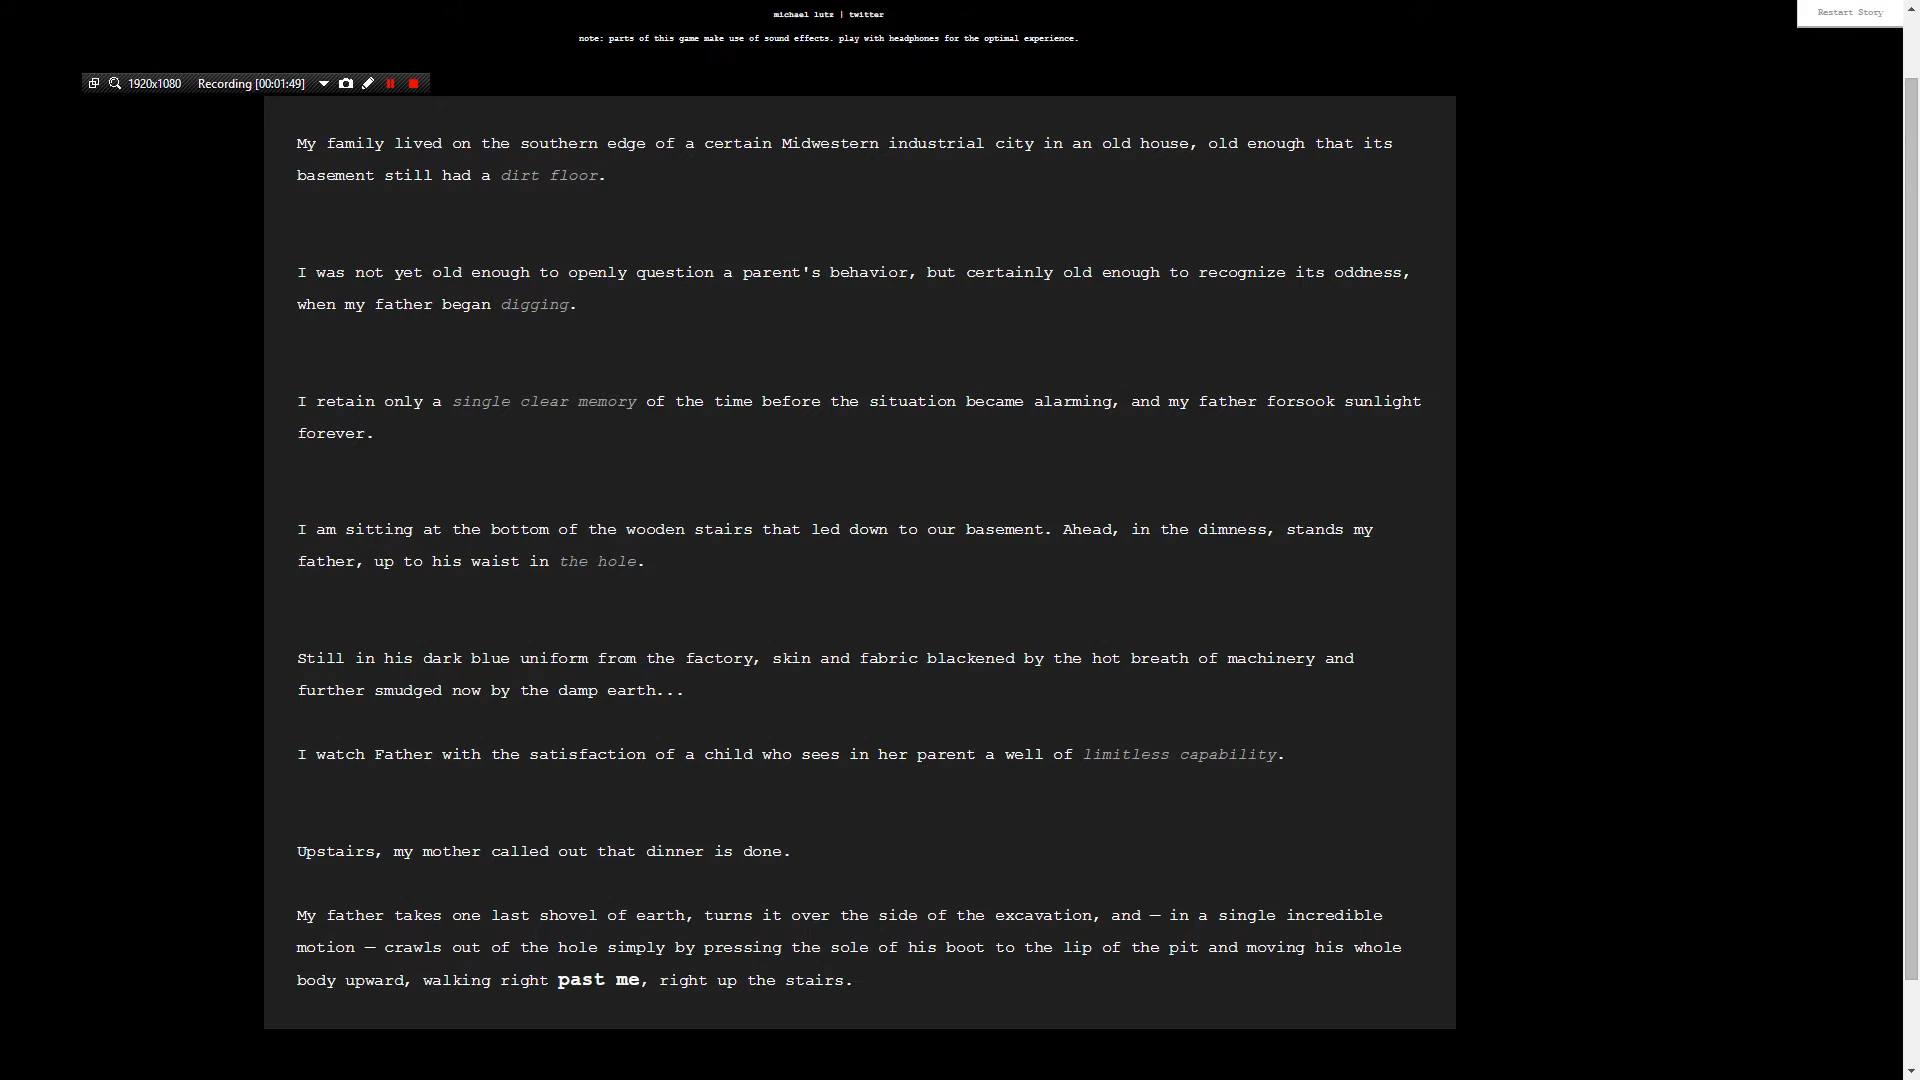 michael lutz | twitter
Restart Story
note: parts of this game make use of sound effects. play with headphones for the optimal experience.
1920x1080 Recording [00:01:49]
My family lived on the southern edge of a certain Midwestern industrial city in an old house, old enough that its
basement still had a dirt floor.
I was not yet old enough to openly question a parent's behavior, but certainly old enough to recognize its oddness,
when my father began digging.
I retain only a single clear memory of the time before the situation became alarming, and my father forsook sunlight
forever.
I am sitting at the bottom of the wooden stairs that led down to our basement. Ahead, in the dimness, stands my
father, up to his waist in the hole.
Still in his dark blue uniform from the factory, skin and fabric blackened by the hot breath of machinery and
further smudged now by the damp earth...
I watch Father with the satisfaction of a child who sees in her parent a well of limitless capability.
Upstairs, my mother called out that dinner is done.
My father takes one last shovel of earth, turns it over the side of the excavation, and — in a single incredible
motion — crawls out of the hole simply by pressing the sole of his boot to the lip of the pit and moving his whole
body upward, walking right past me, right up the stairs.